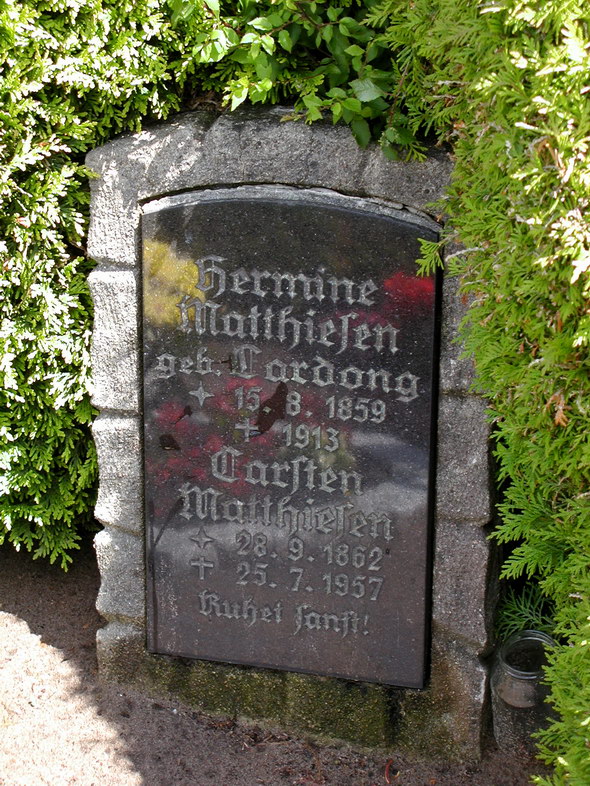 Hermine
Matthiesen
geb. Cordong
✢ 15. 8. 1859
✝ 1913
Carsten
Matthiesen
✢ 28. 9. 1862
✝ 25. 7. 1957
Ruhet sanft!